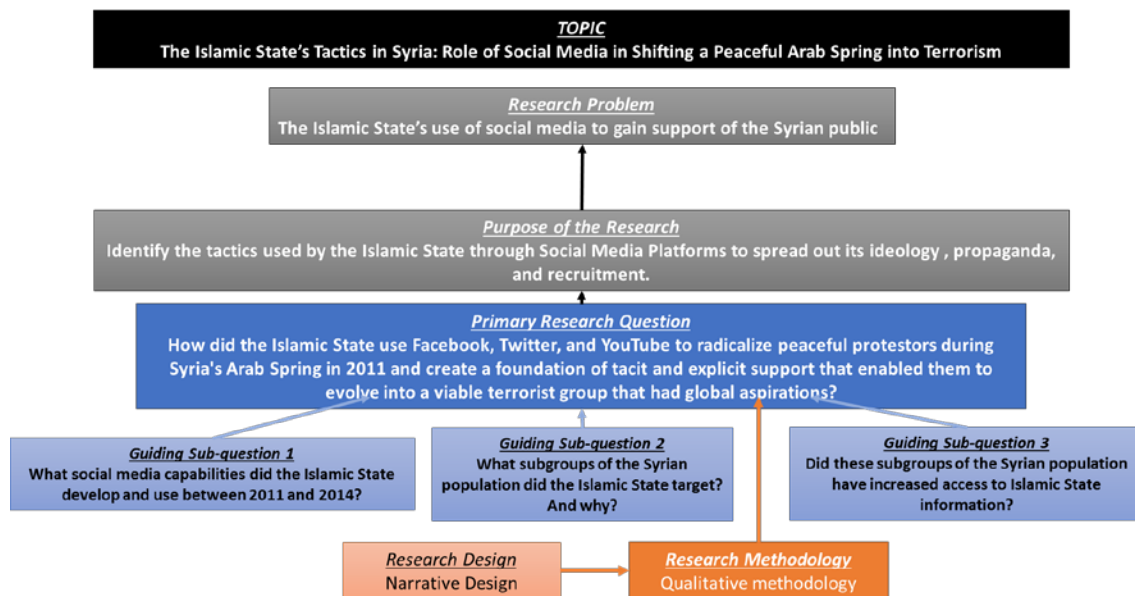 TOPIC
The Islamic State's Tactics in Syria: Role of Social Media in Shifting a Peaceful Arab Spring into Terrorism
Research Problem
The Islamic State's use of social media to gain support of the Syrian public
Purpose of the Research
Identify the tactics used by the Islamic State through Social Media Platforms to spread out its ideology , propaganda,
and recruitment.
Primary Research Question
How did the Islamic State use Facebook, Twitter, and YouTube to radicalize peaceful protestors during
Syria's Arab Spring in 2011 and create a foundation of tacit and explicit support that enabled them to
evolve into a viable terrorist group that had global aspirations?
Guiding Sub-question 1
What social media capabilities did the Islamic State
develop and use between 2011 and 2014?
Guiding Sub-question 2
What subgroups of the Syrian
population did the Islamic State target?
And why?
Guiding Sub-question 3
Did these subgroups of the Syrian population
have increased access to Islamic State
information?
Research Design
Narrative Design
Research Methodology
Qualitative methodology